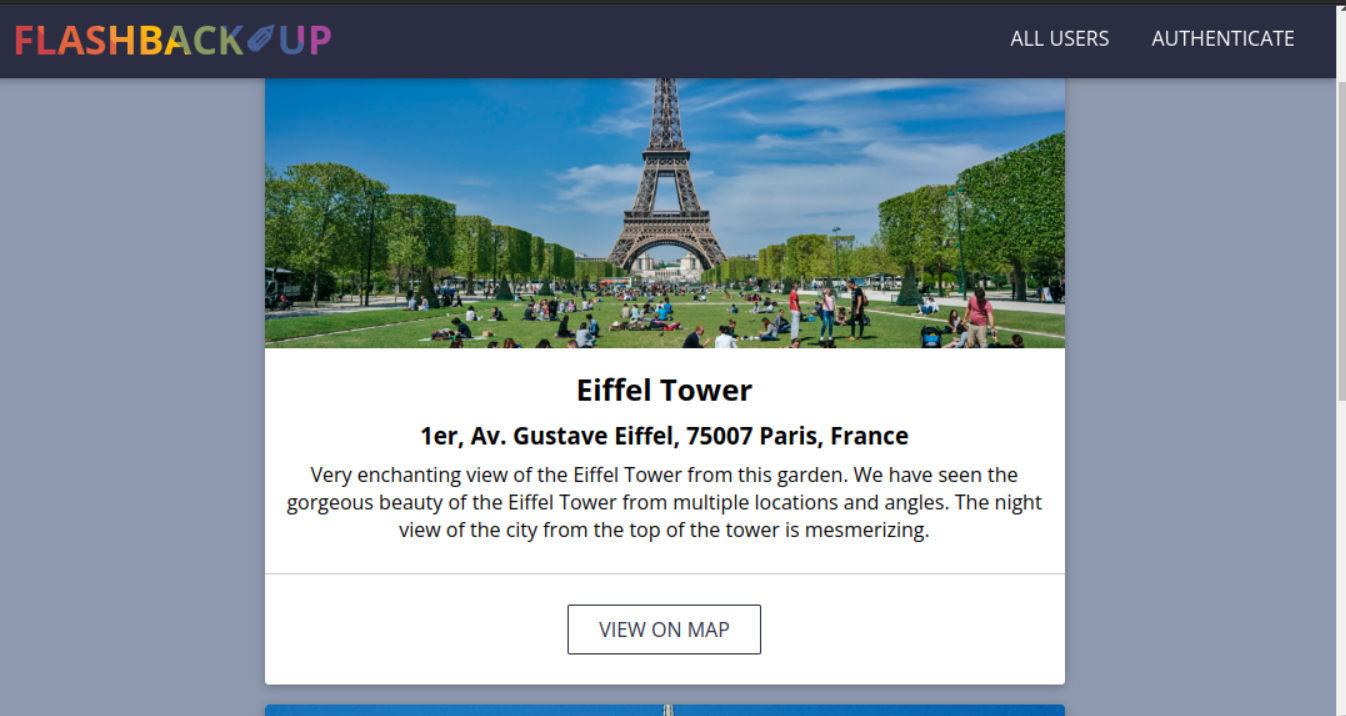 FLASHBACK UP
ALL USERS
AUTHENTICATE
Eiffel Tower
1er, Av. Gustave Eiffel, 75007 Paris, France
Very enchanting view of the Eiffel Tower from this garden. We have seen the
gorgeous beauty of the Eiffel Tower from multiple locations and angles. The night
view of the city from the top of the tower is mesmerizing.
VIEW ON MAP